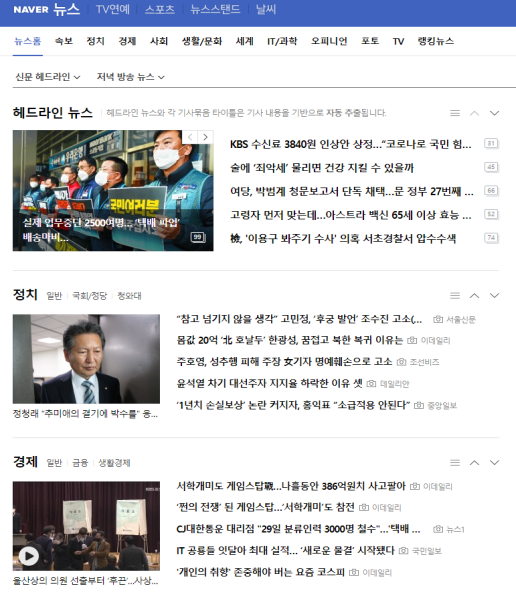 NAVER 뉴스 TV연예 스포츠 뉴스스탠드 날씨
뉴스홈 속보 정치 경제 사회 생활/문화 세계 IT/과학 오피니언 포토 TV 랭킹뉴스
신문 헤드라인 저녁 방송 뉴스
헤드라인 뉴스 헤드라인 뉴스와 각 기사묶음 타이틀은 기사 내용을 기반으로 자동 추출됩니다.
실제 업무중단 2500여명… '택배 파업'
배송마비…
99
KBS 수신료 3840원 인상안 상정…"코로나로 국민 힘… 31
술에 '죄악세' 물리면 건강 지킬 수 있을까 45
여당, 박범계 청문보고서 단독 채택…문 정부 27번째 … 66
고령자 먼저 맞는데…아스트라 백신 65세 이상 효능 … 52
檢, '이용구 봐주기 수사' 의혹 서초경찰서 압수수색 74
정치 일반 국회/정당 청와대
정청래 "추미애의 결기에 박수를" 응…
"참고 넘기지 않을 생각" 고민정, '후궁 발언' 조수진 고소(… 서울신문
몸값 20억 '北 호날두' 한광성, 꿈접고 북한 복귀 이유는 이데일리
주호영, 성추행 피해 주장 女기자 명예훼손으로 고소 조선비즈
윤석열 차기 대선주자 지지율 하락한 이유 셋 데일리안
'1년치 손실보상' 논란 커지자, 홍익표 "소급적용 안된다" 중앙일보
경제 일반 금융 생활경제
울산상의 의원 선출부터 '후끈'…사상…
서학개미도 게임스탑戰…나흘동안 386억원치 사고팔아 이데일리
'쩐의 전쟁' 된 게임스탑…'서학개미'도 참전 이데일리
CJ대한통운 대리점 "29일 분류인력 3000명 철수"…'택배 … 뉴스1
IT 공룡들 잇달아 최대 실적… '새로운 물결' 시작됐다 국민일보
'개인의 취향' 존중해야 버는 요즘 코스피 이데일리